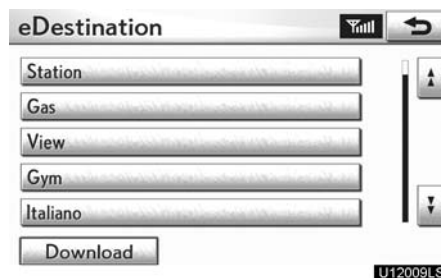 eDestination
Station
Gas
View
Gym
Italiano
Download
U12009LS